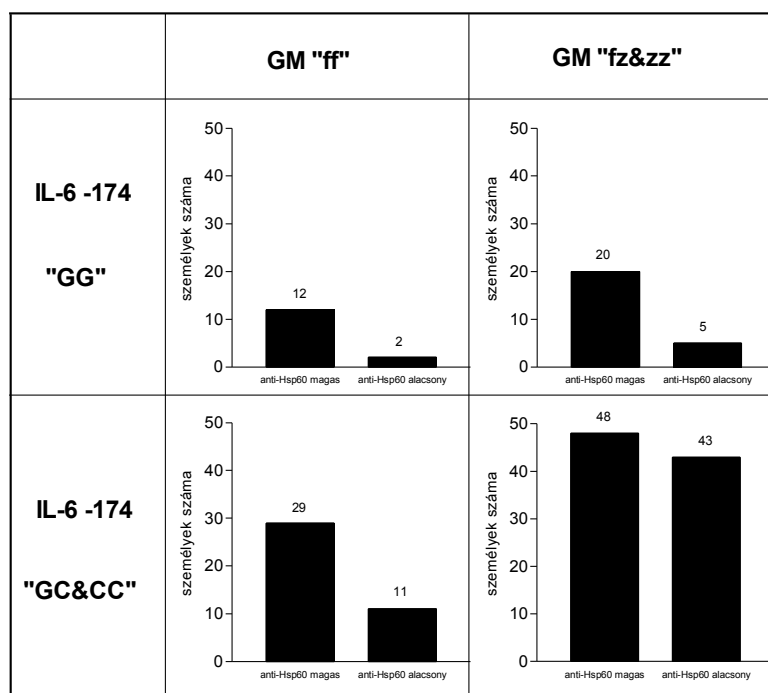 GM "ff"
GM "fz&zz"
IL-6 -174
"GG"
személyek száma
50
40
30
20
10
0
12
2
anti-Hsp60 magas
anti-Hsp60 alacsony
személyek száma
50
40
30
20
10
0
20
5
anti-Hsp60 magas
anti-Hsp60 alacsony
IL-6 -174
"GC&CC"
személyek száma
50
40
30
20
10
0
29
11
anti-Hsp60 magas
anti-Hsp60 alacsony
személyek száma
50
40
30
20
10
0
48
43
anti-Hsp60 magas
anti-Hsp60 alacsony